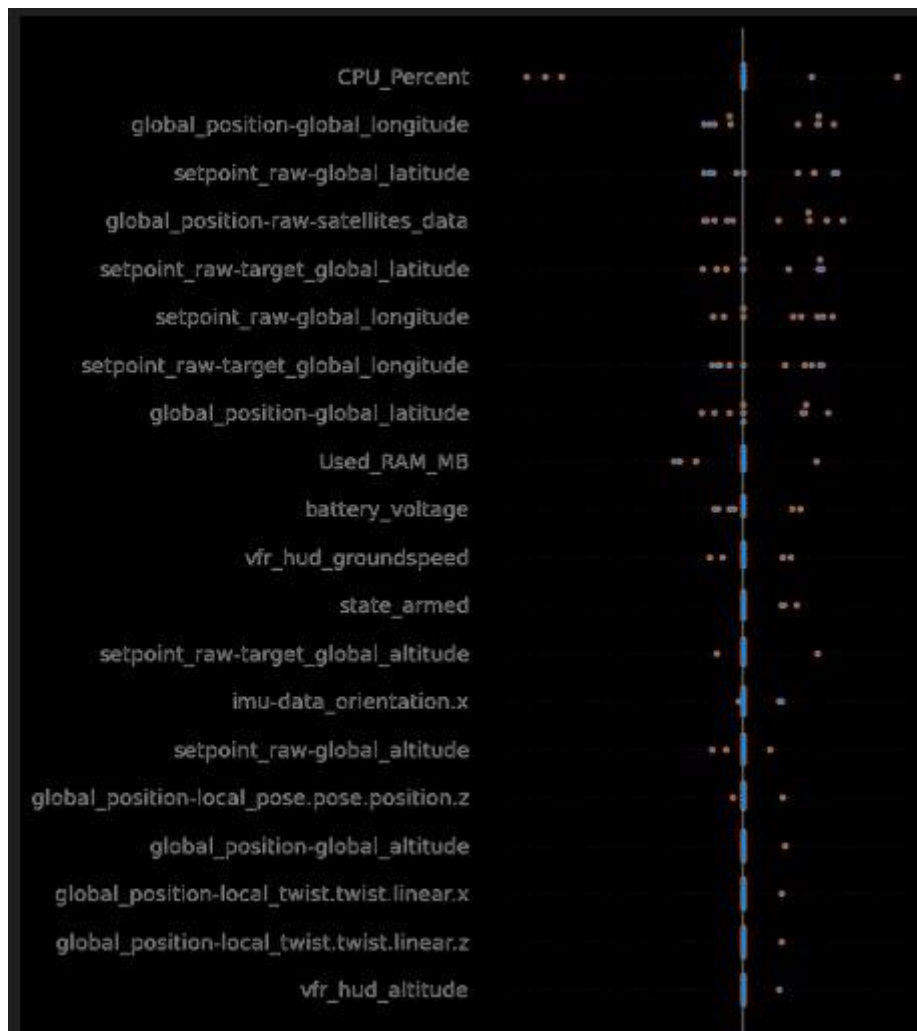 CPU_Percent
global_position-global_longitude
setpoint_raw-global_latitude
global_position-raw-satellites_data
setpoint_raw-target_global_latitude
setpoint_raw-global_longitude
setpoint_raw-target_global_longitude
global_position-global_latitude
Used_RAM_MB
battery_voltage
vfr_hud_groundspeed
state_armed
setpoint_raw-target_global_altitude
imu-data_orientation.x
setpoint_raw-global_altitude
global_position-local_pose.pose.position.z
global_position-global_altitude
global_position-local_twist.twist.linear.x
global_position-local_twist.twist.linear.z
vfr_hud_altitude